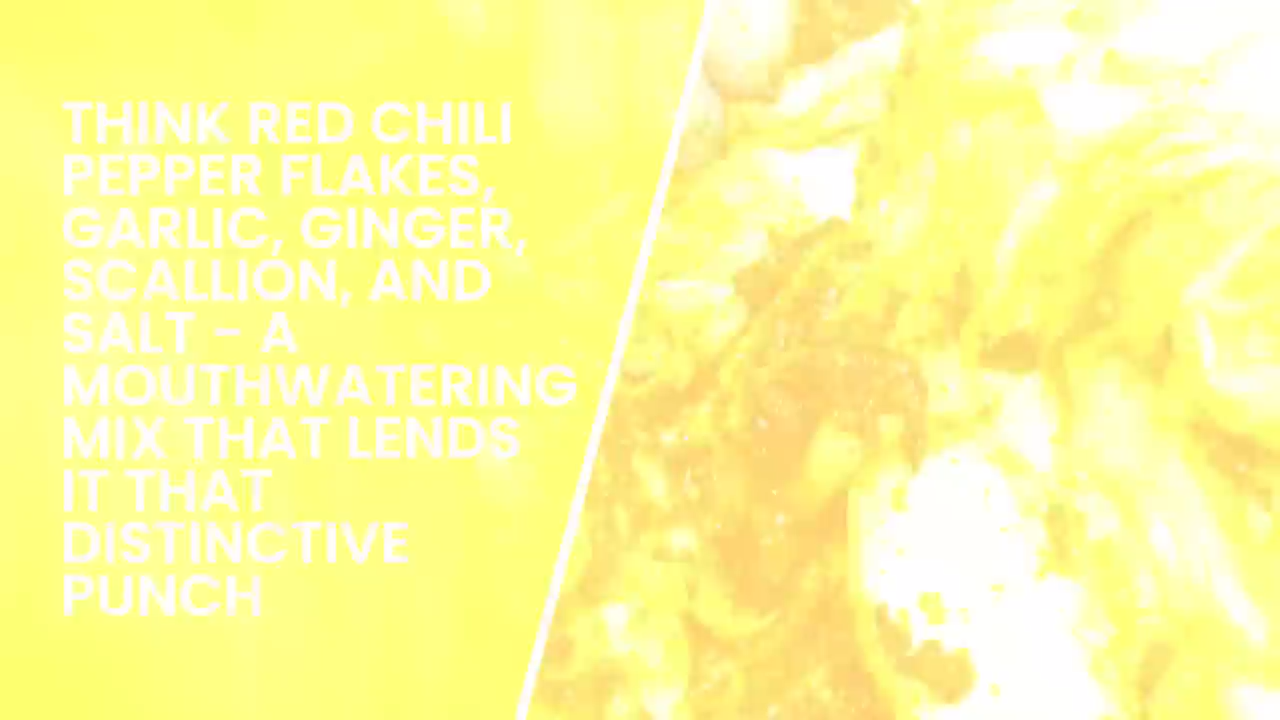 THINK RED CHILI
PEPPER FLAKES,
GARLIC, GINGER,
SCALLION, AND
SALT – A
MOUTHWATERING
MIX THAT LENDS
IT THAT
DISTINCTIVE
PUNCH